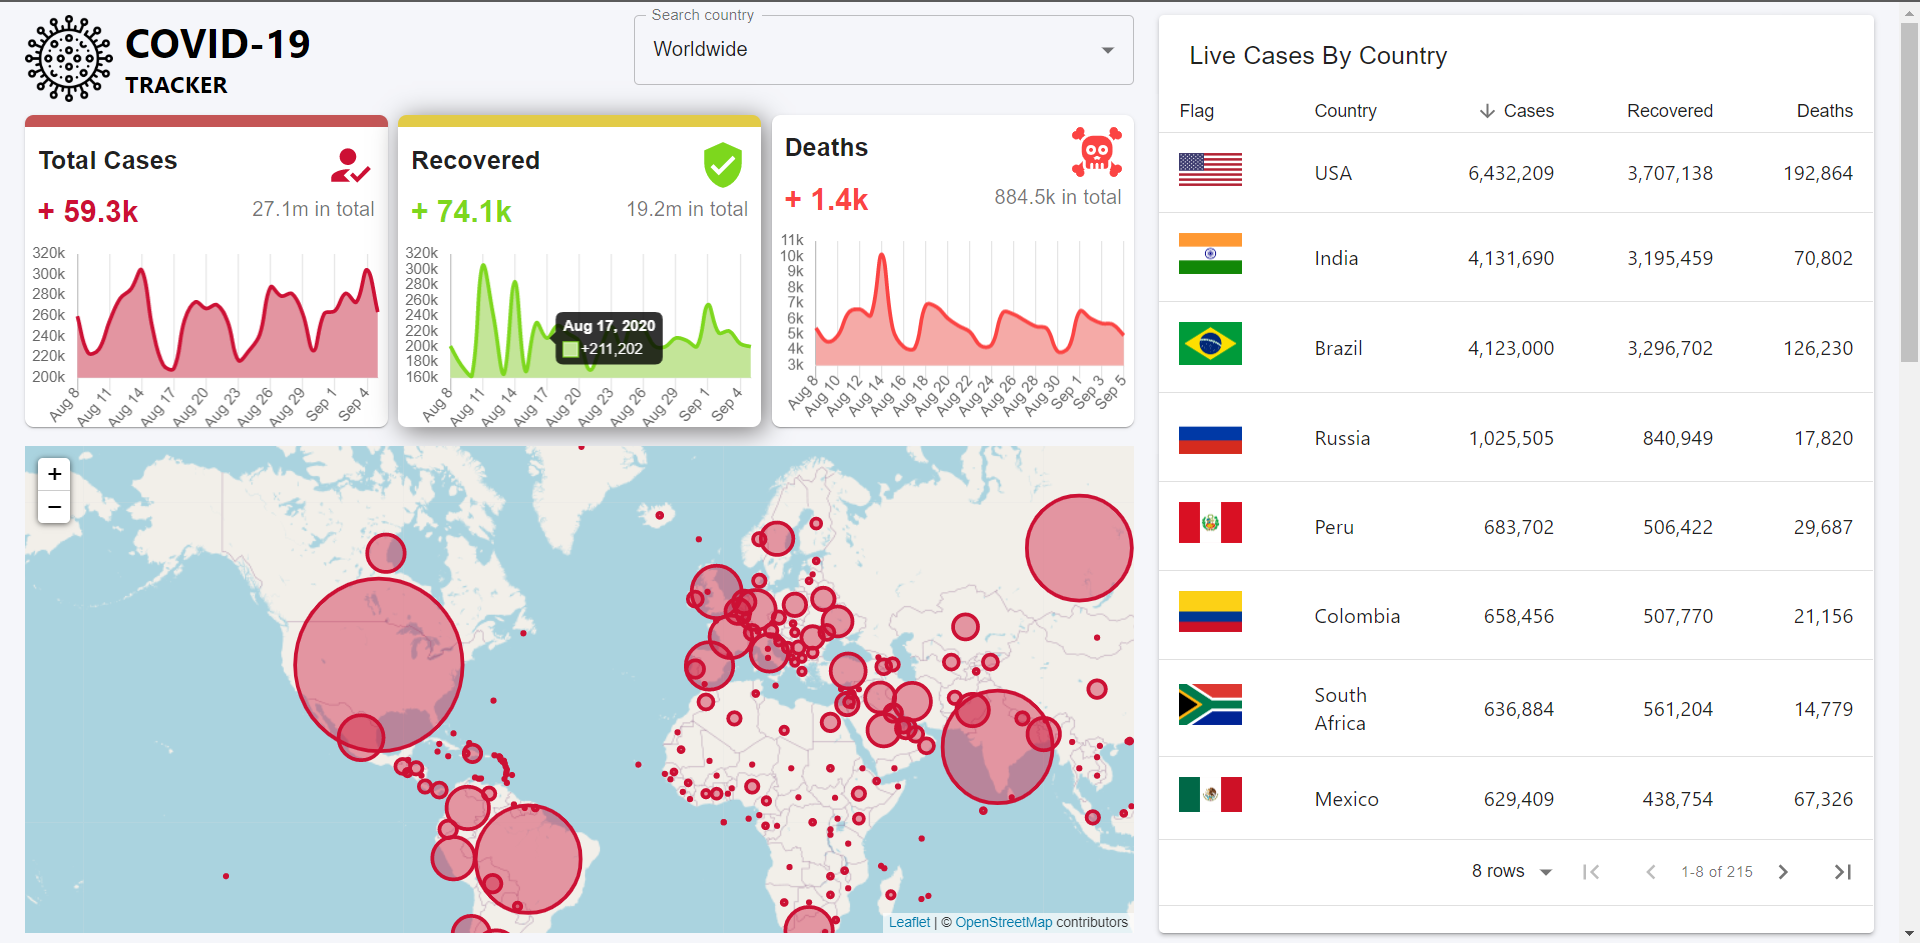 COVID-19
TRACKER
Search country
Worldwide
Total Cases
+ 59.3k
27.1m in total
320k
300k
280k
260k
240k
220k
200k
Aug 8
Aug 11
Aug 14
Aug 17
Aug 20
Aug 23
Aug 26
Aug 29
Sep 1
Sep 4
Recovered
+ 74.1k
19.2m in total
320k
300k
280k
260k
240k
220k
200k
180k
160k
Aug 17, 2020
+211,202
Aug 8
Aug 11
Aug 14
Aug 17
Aug 20
Aug 23
Aug 26
Aug 29
Sep 1
Sep 4
Deaths
+ 1.4k
884.5k in total
11k
10k
9k
8k
7k
6k
5k
4k
3k
Aug 8
Aug 10
Aug 12
Aug 14
Aug 16
Aug 18
Aug 20
Aug 22
Aug 24
Aug 26
Aug 28
Aug 30
Sep 1
Sep 3
Sep 5
+
−
Leaflet | © OpenStreetMap contributors
Live Cases By Country
Flag Country Cases Recovered Deaths
USA 6,432,209 3,707,138 192,864
India 4,131,690 3,195,459 70,802
Brazil 4,123,000 3,296,702 126,230
Russia 1,025,505 840,949 17,820
Peru 683,702 506,422 29,687
Colombia 658,456 507,770 21,156
South
Africa 636,884 561,204 14,779
Mexico 629,409 438,754 67,326
8 rows 1-8 of 215